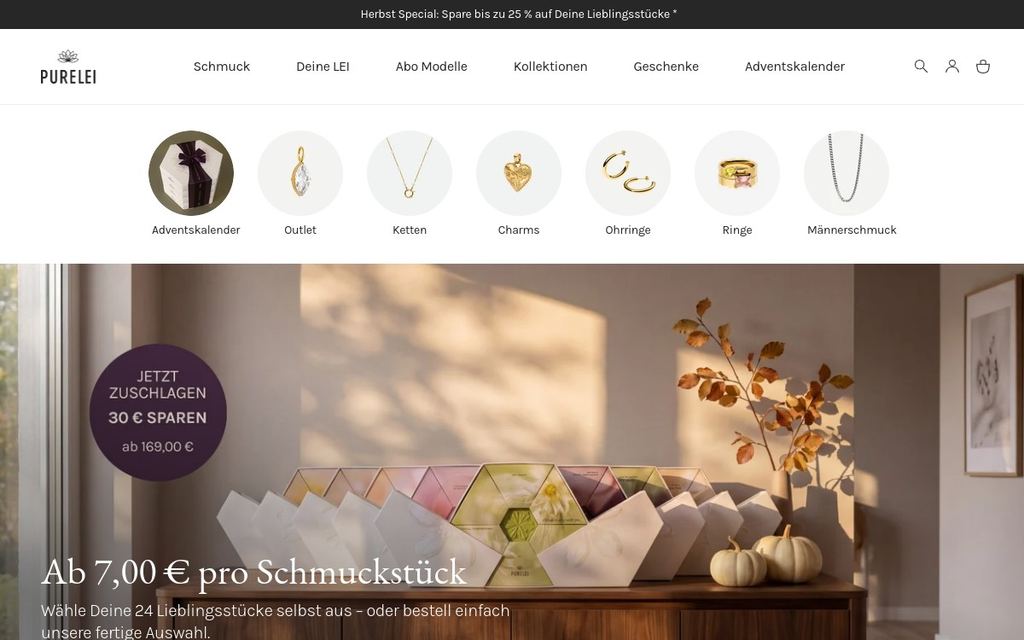 Herbst Special: Spare bis zu 25 % auf Deine Lieblingsstücke *
PURELEI
Schmuck
Deine LEI
Abo Modelle
Kollektionen
Geschenke
Adventskalender
Adventskalender
Outlet
Ketten
Charms
Ohrringe
Ringe
Männerschmuck
JETZT
ZUSCHLAGEN
30 € SPAREN
ab 169,00 €
PURELEI
Ab 7,00 € pro Schmuckstück
Wähle Deine 24 Lieblingsstücke selbst aus – oder bestell einfach
unsere fertige Auswahl.